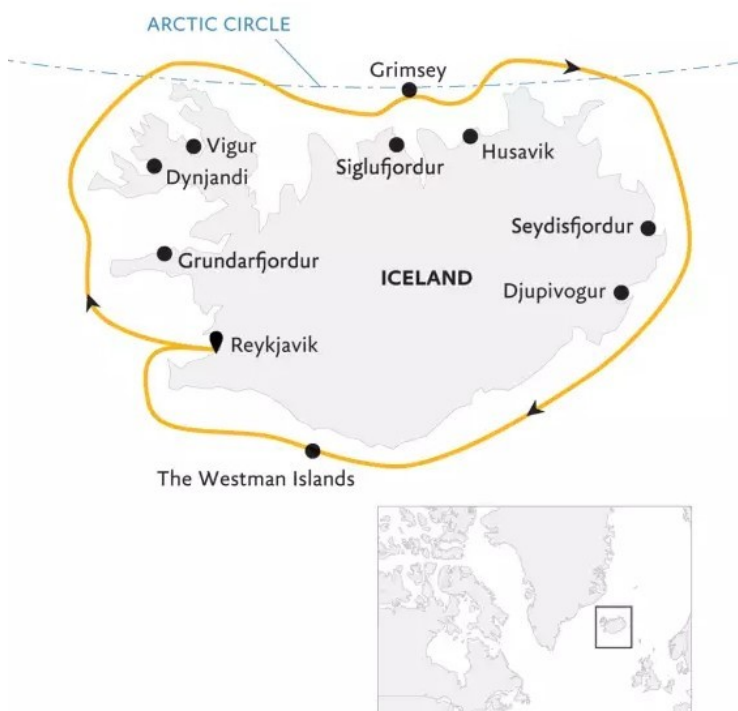 ARCTIC CIRCLE
Grimsey
Vigur
Dynjandi
Siglufjordur
Husavik
Seydisfjordur
Grundarfjordur
ICELAND
Djupivogur
Reykjavik
The Westman Islands